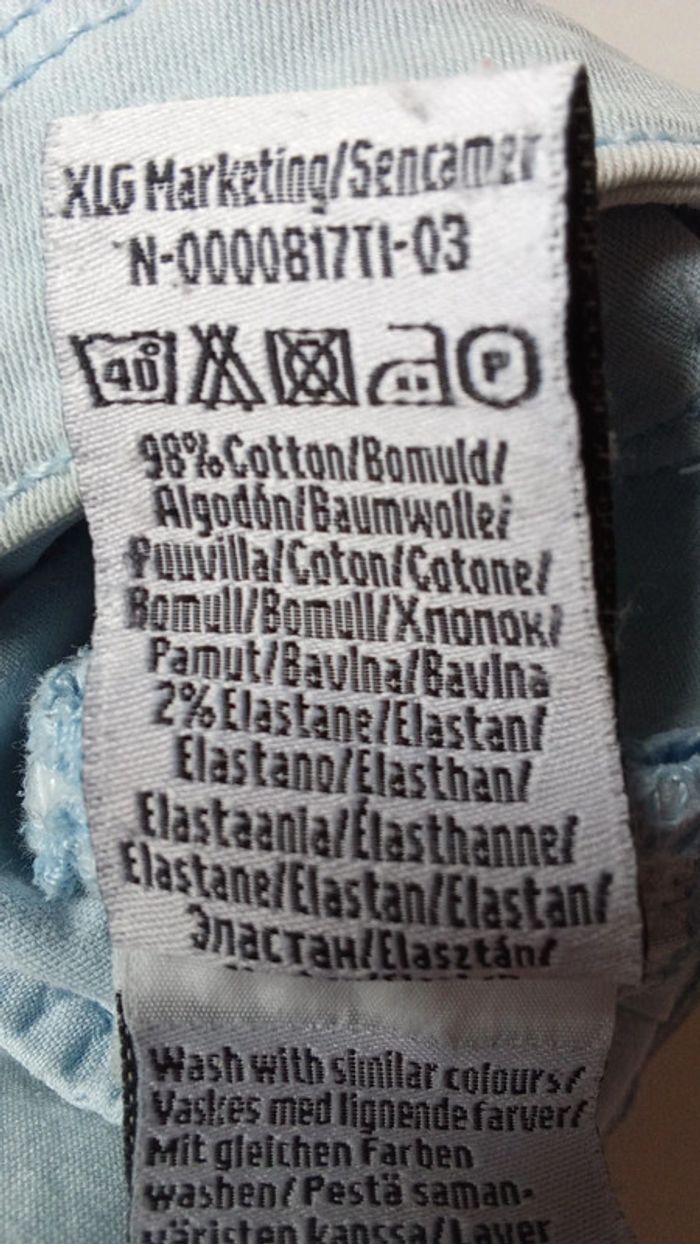 XLG Marketing/Sencamer
N-0000817TI-03
40°
P
98% Cotton/Bomuld/
Algodón/Baumwolle/
Puuvilla/Coton/Cotone/
Bomull/Bomull/Хлопок/
Pamut/Bavlna/Bavlna
2% Elastane/Elastan/
Elastano/Elasthan/
Elastaania/Élasthanne/
Elastane/Elastan/Elastan/
Эластан/Elasztán/
Wash with similar colours/
Vaskes med lignende farver/
Mit gleichen Farben
washen/Pestä saman-
väristen kanssa/Laver